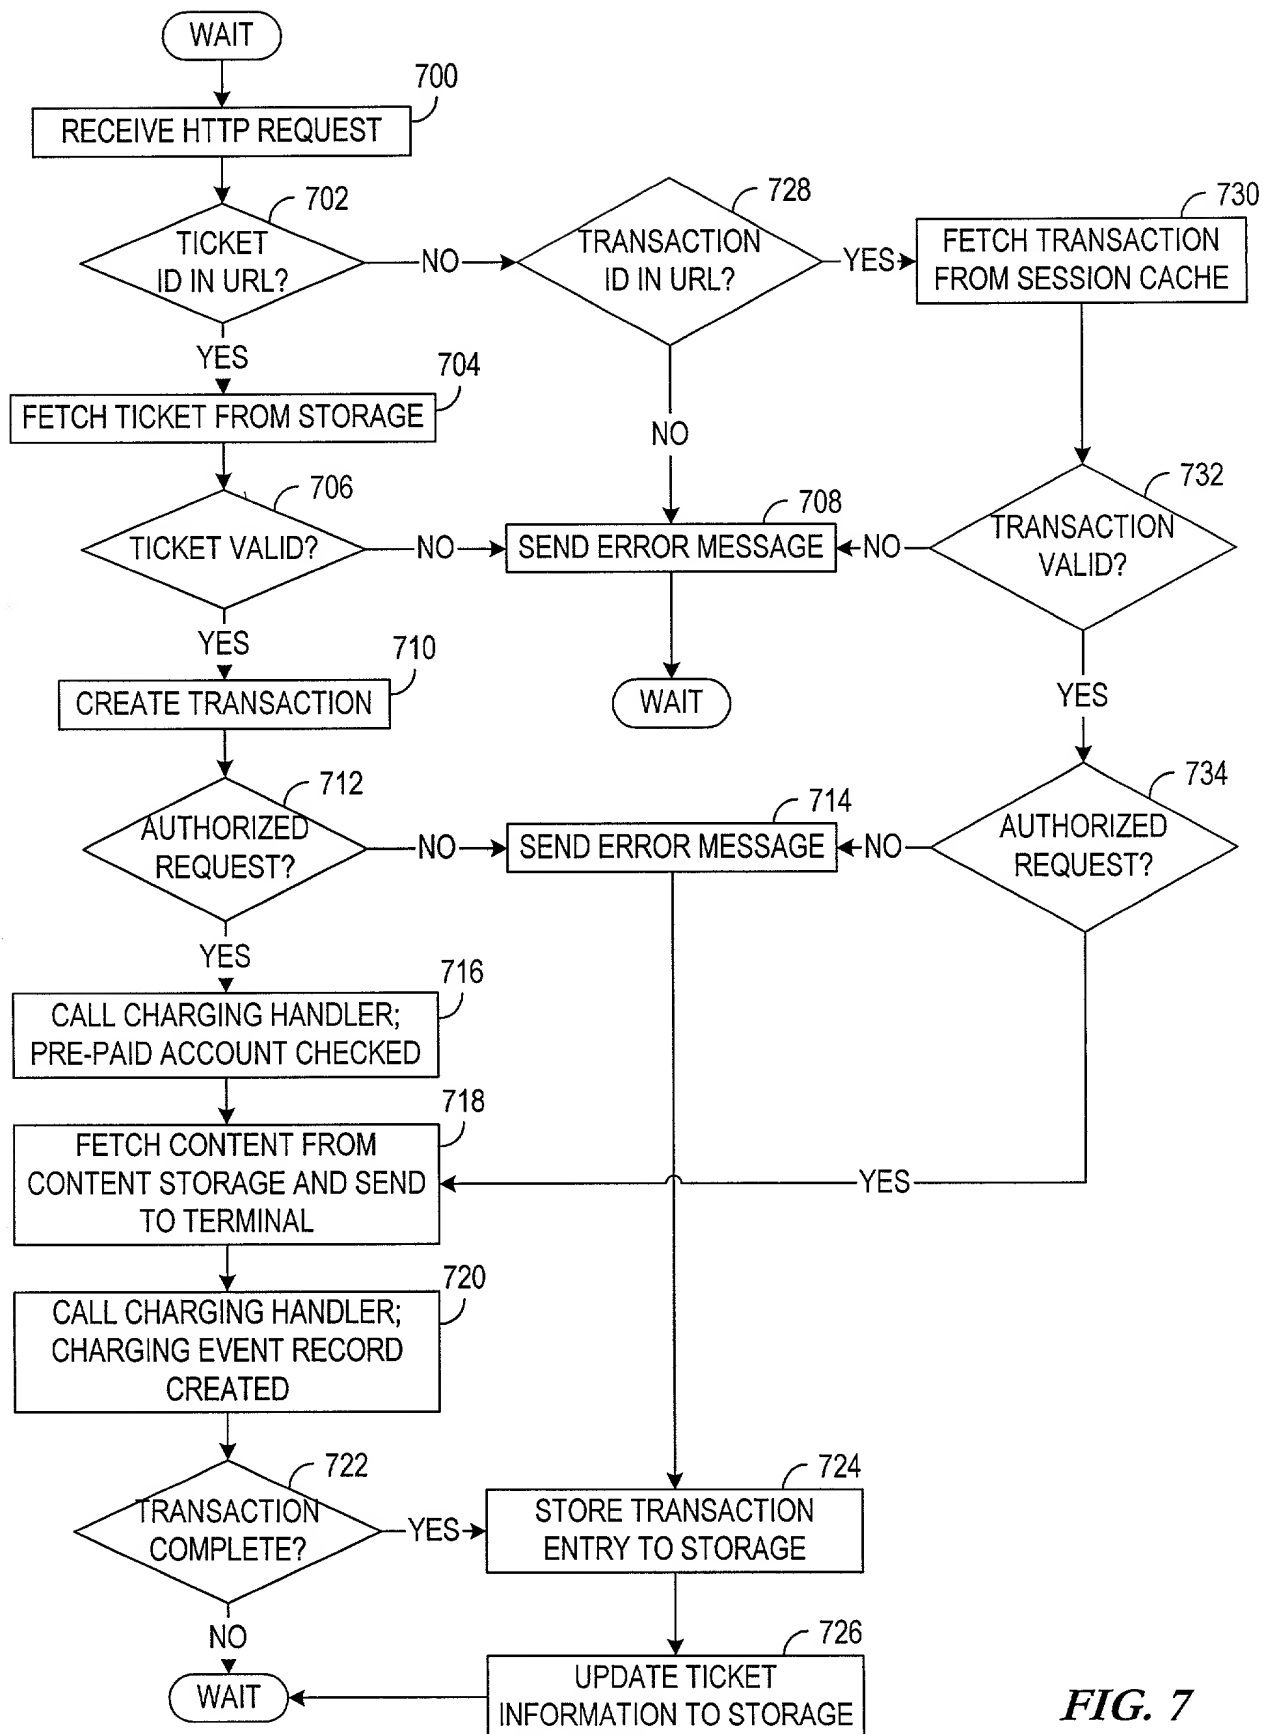 WAIT
700
RECEIVE HTTP REQUEST
702
TICKET
ID IN URL?
NO
728
TRANSACTION
ID IN URL?
YES
730
FETCH TRANSACTION
FROM SESSION CACHE
YES
704
FETCH TICKET FROM STORAGE
NO
706
TICKET VALID?
NO
708
SEND ERROR MESSAGE
NO
732
TRANSACTION
VALID?
YES
710
CREATE TRANSACTION
WAIT
YES
712
AUTHORIZED
REQUEST?
NO
714
SEND ERROR MESSAGE
NO
734
AUTHORIZED
REQUEST?
YES
716
CALL CHARGING HANDLER;
PRE-PAID ACCOUNT CHECKED
718
FETCH CONTENT FROM
CONTENT STORAGE AND SEND
TO TERMINAL
YES
720
CALL CHARGING HANDLER;
CHARGING EVENT RECORD
CREATED
722
TRANSACTION
COMPLETE?
YES
724
STORE TRANSACTION
ENTRY TO STORAGE
NO
WAIT
726
UPDATE TICKET
INFORMATION TO STORAGE
FIG. 7